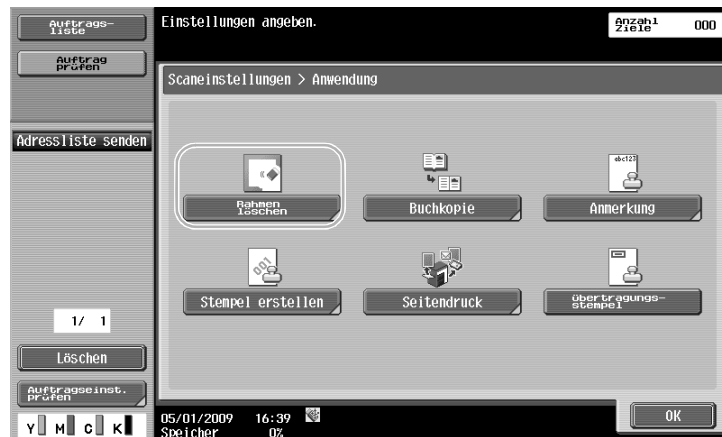 Auftrags-
liste
Einstellungen angeben.
Anzahl
Ziele
000
Auftrag
prüfen
Scaneinstellungen > Anwendung
Adressliste senden
abc123
Rahmen
löschen
Buchkopie
Anmerkung
001
Stempel erstellen
Seitendruck
Übertragungs-
stempel
1/ 1
Löschen
Auftragseinst.
prüfen
Y M C K
05/01/2009 16:39
Speicher 0%
OK